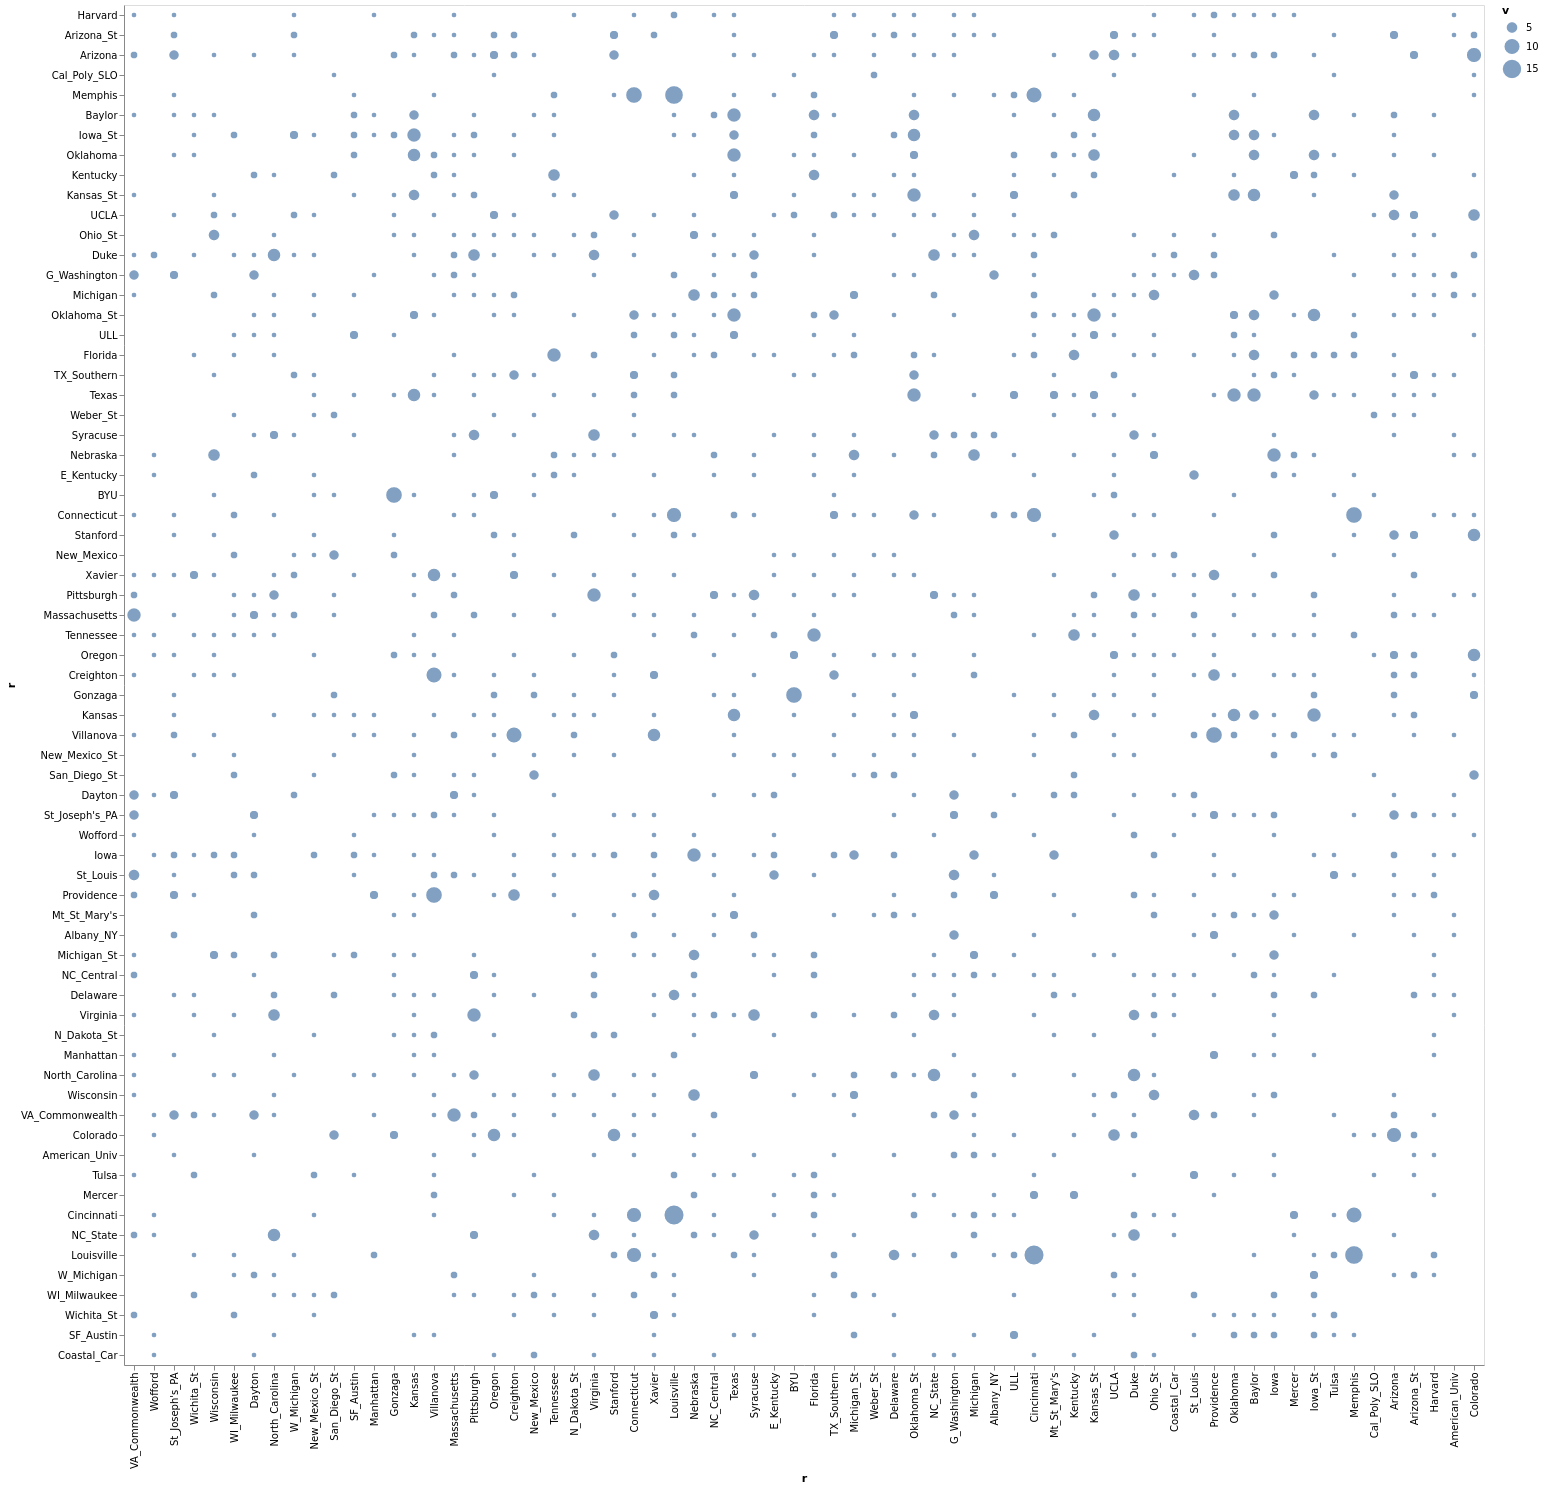 Harvard
Arizona_St
Arizona
Cal_Poly_SLO
Memphis
Baylor
Iowa_St
Oklahoma
Kentucky
Kansas_St
UCLA
Ohio_St
Duke
G_Washington
Michigan
Oklahoma_St
ULL
Florida
TX_Southern
Texas
Weber_St
Syracuse
Nebraska
E_Kentucky
BYU
Connecticut
Stanford
New_Mexico
Xavier
Pittsburgh
Massachusetts
Tennessee
Oregon
Creighton
Gonzaga
Kansas
Villanova
New_Mexico_St
San_Diego_St
Dayton
St_Joseph's_PA
Wofford
Iowa
St_Louis
Providence
Mt_St_Mary's
Albany_NY
Michigan_St
NC_Central
Delaware
Virginia
N_Dakota_St
Manhattan
North_Carolina
Wisconsin
VA_Commonwealth
Colorado
American_Univ
Tulsa
Mercer
Cincinnati
NC_State
Louisville
W_Michigan
WI_Milwaukee
Wichita_St
SF_Austin
Coastal_Car
r
VA_Commonwealth
Wofford
St_Joseph's_PA
Wichita_St
Wisconsin
WI_Milwaukee
Dayton
North_Carolina
W_Michigan
New_Mexico_St
San_Diego_St
SF_Austin
Manhattan
Gonzaga
Kansas
Villanova
Massachusetts
Pittsburgh
Oregon
Creighton
New_Mexico
Tennessee
N_Dakota_St
Virginia
Stanford
Connecticut
Xavier
Louisville
Nebraska
NC_Central
Texas
Syracuse
E_Kentucky
BYU
Florida
TX_Southern
Michigan_St
Weber_St
Delaware
Oklahoma_St
NC_State
G_Washington
Michigan
Albany_NY
ULL
Cincinnati
Mt_St_Mary's
Kentucky
Kansas_St
UCLA
Duke
Ohio_St
Coastal_Car
St_Louis
Providence
Oklahoma
Baylor
Iowa
Mercer
Iowa_St
Tulsa
Memphis
Cal_Poly_SLO
Arizona
Arizona_St
Harvard
American_Univ
Colorado
r
v
5
10
15